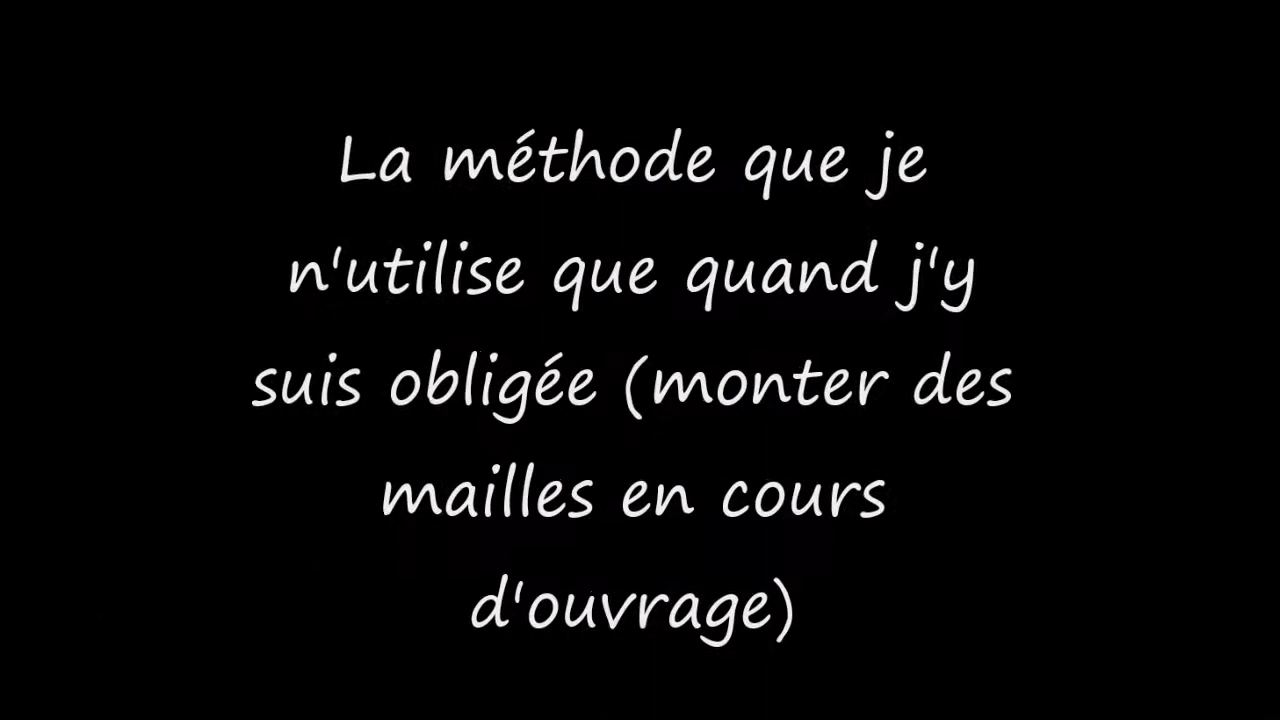 La méthode que je
n'utilise que quand j'y
suis obligée (monter des
mailles en cours
d'ouvrage)